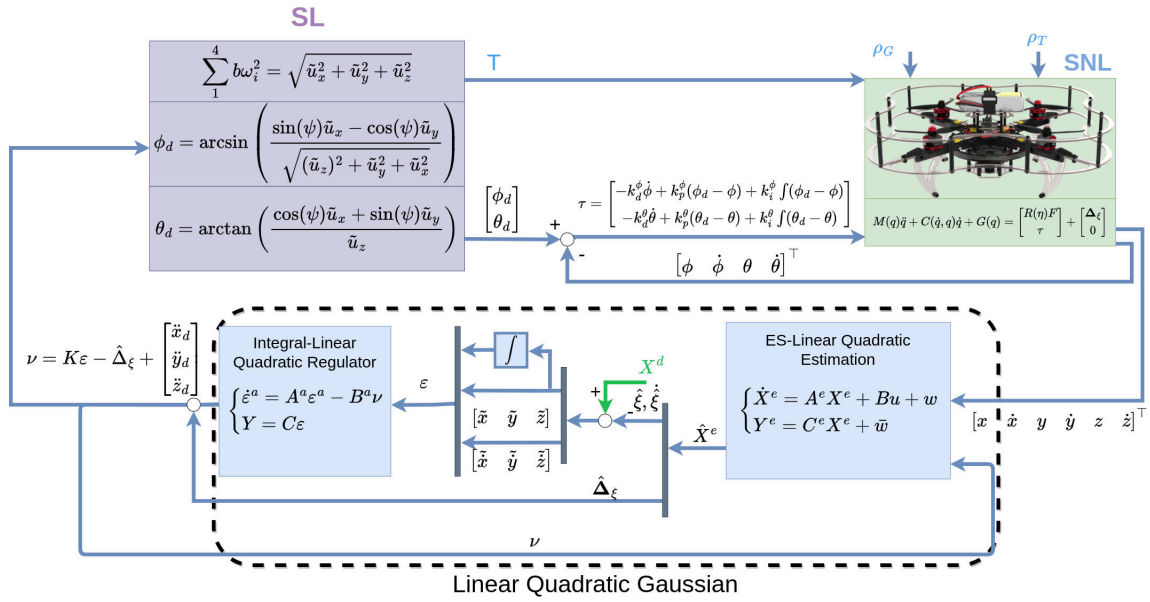 SL
\sum_{1}^{4} b\omega_i^2 = \sqrt{\tilde{u}_x^2 + \tilde{u}_y^2 + \tilde{u}_z^2}
T
\rho_G
\rho_T
SNL
\phi_d = \arcsin\left(\frac{\sin(\psi)\tilde{u}_x - \cos(\psi)\tilde{u}_y}{\sqrt{(\tilde{u}_z)^2 + \tilde{u}_y^2 + \tilde{u}_x^2}}\right)
\theta_d = \arctan\left(\frac{\cos(\psi)\tilde{u}_x + \sin(\psi)\tilde{u}_y}{\tilde{u}_z}\right)
\begin{bmatrix} \phi_d \\ \theta_d \end{bmatrix}
+
-
\tau = \begin{bmatrix} -k_d^\phi \dot{\phi} + k_p^\phi(\phi_d - \phi) + k_i^\phi \int(\phi_d - \phi) \\ -k_d^\theta \dot{\theta} + k_p^\theta(\theta_d - \theta) + k_i^\theta \int(\theta_d - \theta) \end{bmatrix}
M(q)\ddot{q} + C(\dot{q}, q)\dot{q} + G(q) = \begin{bmatrix} R(\eta)F \\ \tau \end{bmatrix} + \begin{bmatrix} \boldsymbol{\Delta}_\xi \\ 0 \end{bmatrix}
[\phi \quad \dot{\phi} \quad \theta \quad \dot{\theta}]^\top
\nu = K\varepsilon - \hat{\boldsymbol{\Delta}}_\xi + \begin{bmatrix} \ddot{x}_d \\ \ddot{y}_d \\ \ddot{z}_d \end{bmatrix}
Integral-Linear
Quadratic Regulator
\begin{cases} \dot{\varepsilon}^a = A^a \varepsilon^a - B^a \nu \\ Y = C\varepsilon \end{cases}
\varepsilon
\int
[\tilde{x} \quad \tilde{y} \quad \tilde{z}]
[\dot{\tilde{x}} \quad \dot{\tilde{y}} \quad \dot{\tilde{z}}]
X^d
+
-
\hat{\xi}, \dot{\hat{\xi}}
\hat{X}^e
ES-Linear Quadratic
Estimation
\begin{cases} \dot{X}^e = A^e X^e + Bu + w \\ Y^e = C^e X^e + \bar{w} \end{cases}
[x \quad \dot{x} \quad y \quad \dot{y} \quad z \quad \dot{z}]^\top
\hat{\boldsymbol{\Delta}}_\xi
\nu
Linear Quadratic Gaussian